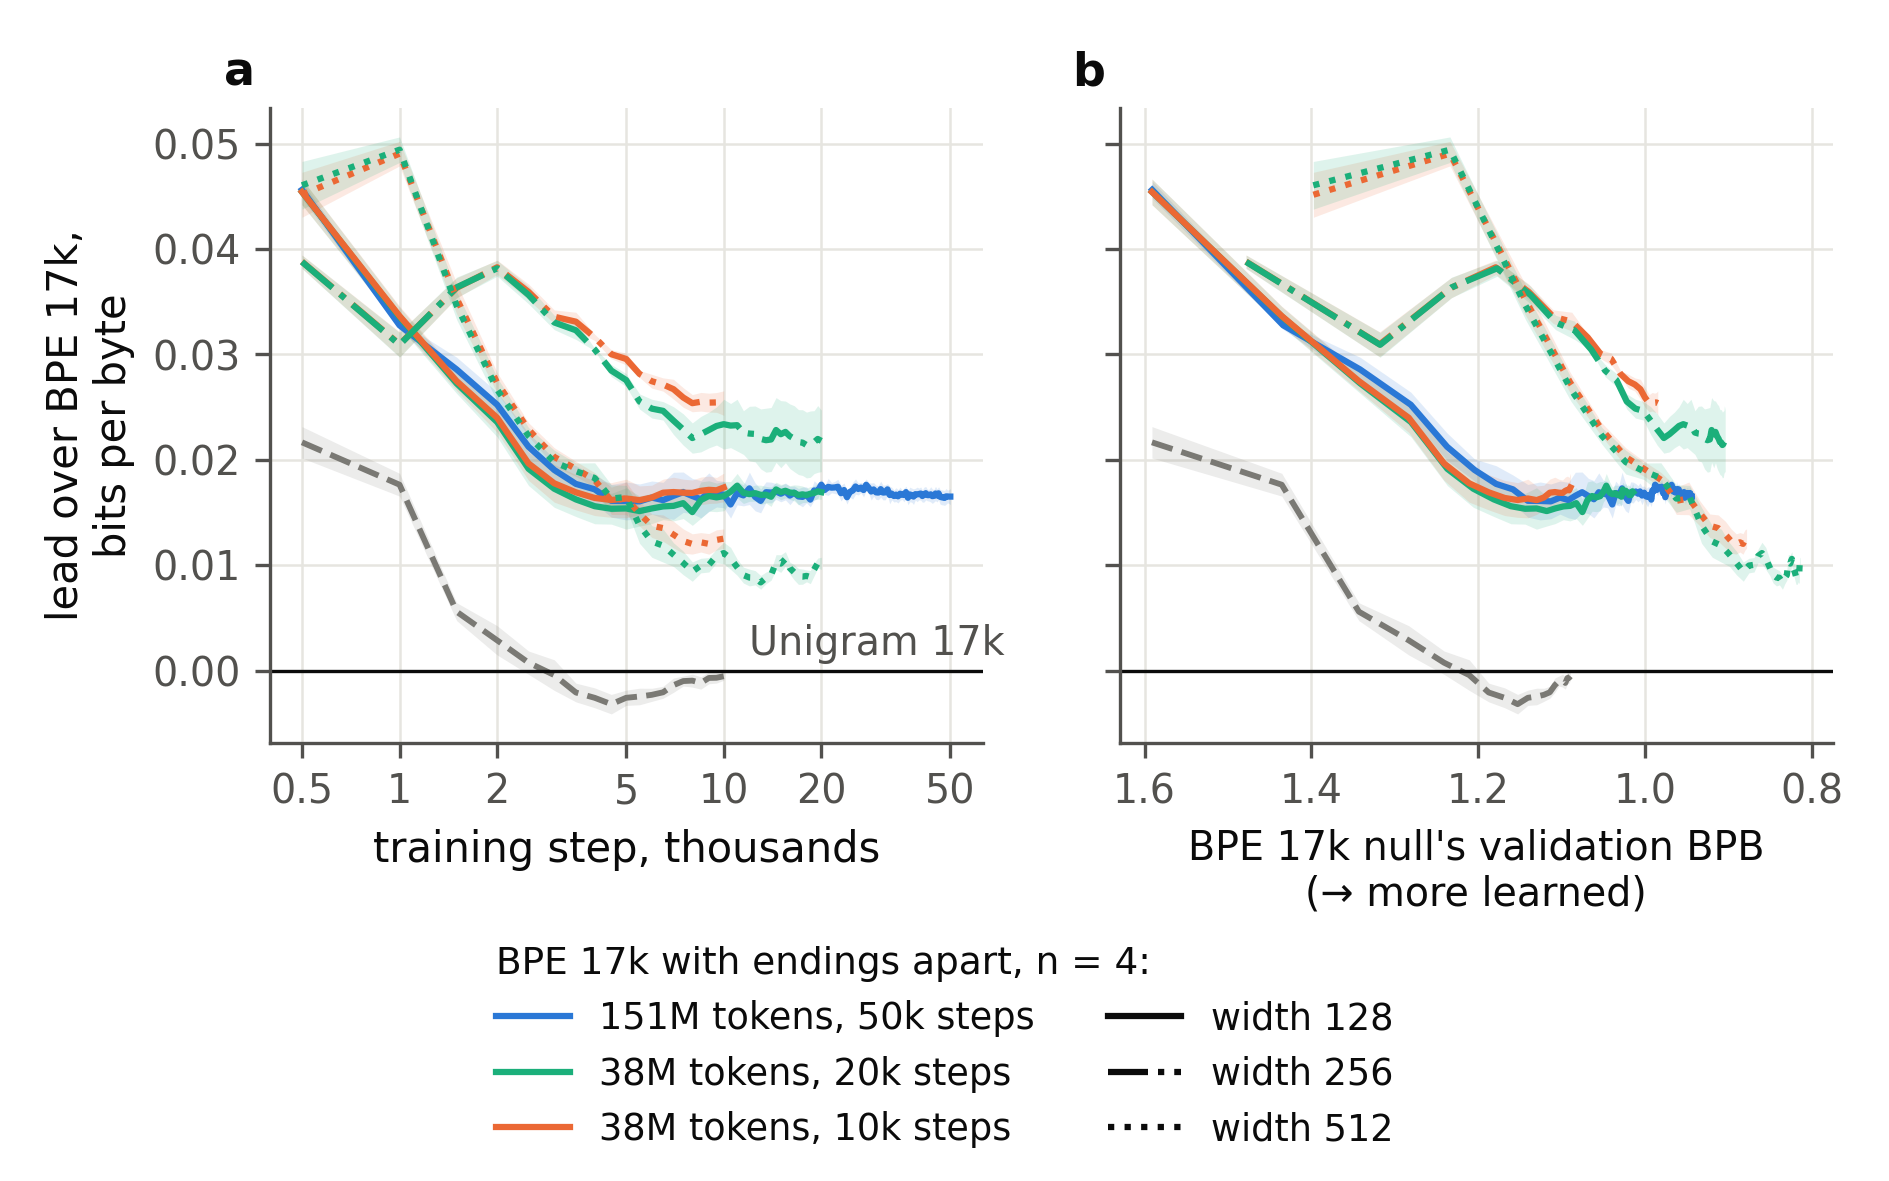 a
b
lead over BPE 17k,
bits per byte
0.05
0.04
0.03
0.02
0.01
0.00
Unigram 17k
0.5 1 2 5 10 20 50
1.6 1.4 1.2 1.0 0.8
training step, thousands
BPE 17k null's validation BPB
(→ more learned)
BPE 17k with endings apart, n = 4:
151M tokens, 50k steps
38M tokens, 20k steps
38M tokens, 10k steps
width 128
width 256
width 512